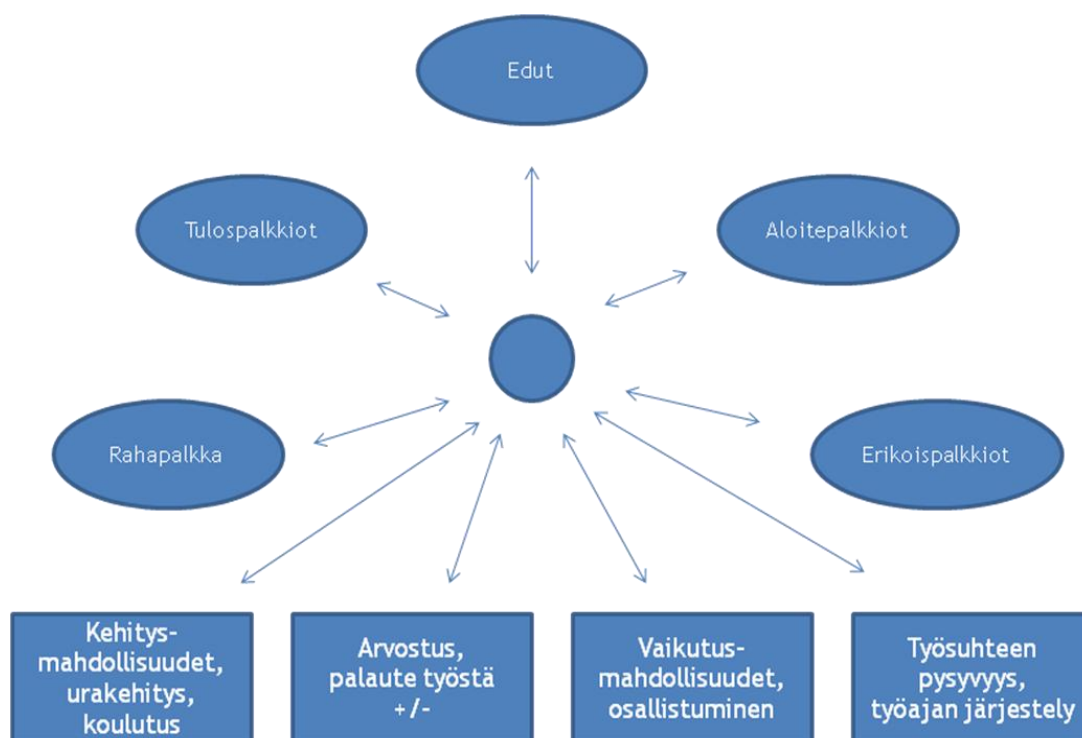 Edut
Tulospalkkiot
Aloitepalkkiot
Rahapalkka
Erikoispalkkiot
Kehitys-
mahdollisuudet,
urakehitys,
koulutus
Arvostus,
palaute työstä
+/-
Vaikutus-
mahdollisuudet,
osallistuminen
Työsuhteen
pysyvyys,
työajan järjestely